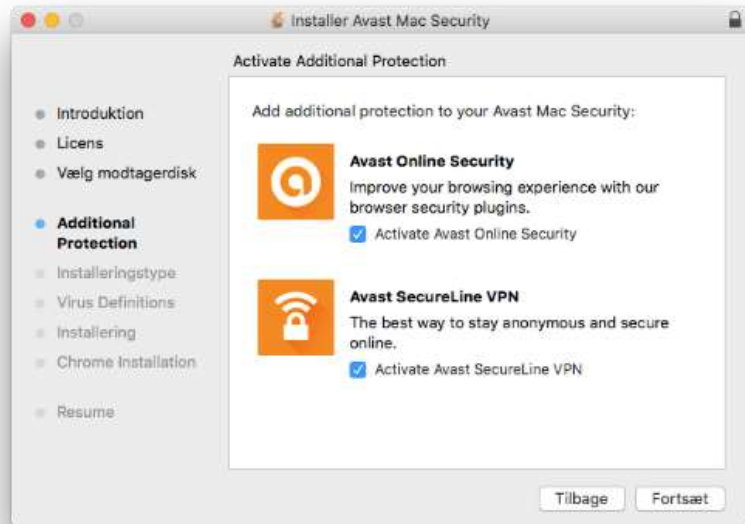 Installer Avast Mac Security
Activate Additional Protection
Introduktion
Licens
Vælg modtagerdisk
Additional
Protection
Installeringstype
Virus Definitions
Installering
Chrome Installation
Resume
Add additional protection to your Avast Mac Security:
Avast Online Security
Improve your browsing experience with our
browser security plugins.
Activate Avast Online Security
Avast SecureLine VPN
The best way to stay anonymous and secure
online.
Activate Avast SecureLine VPN
Tilbage
Fortsæt